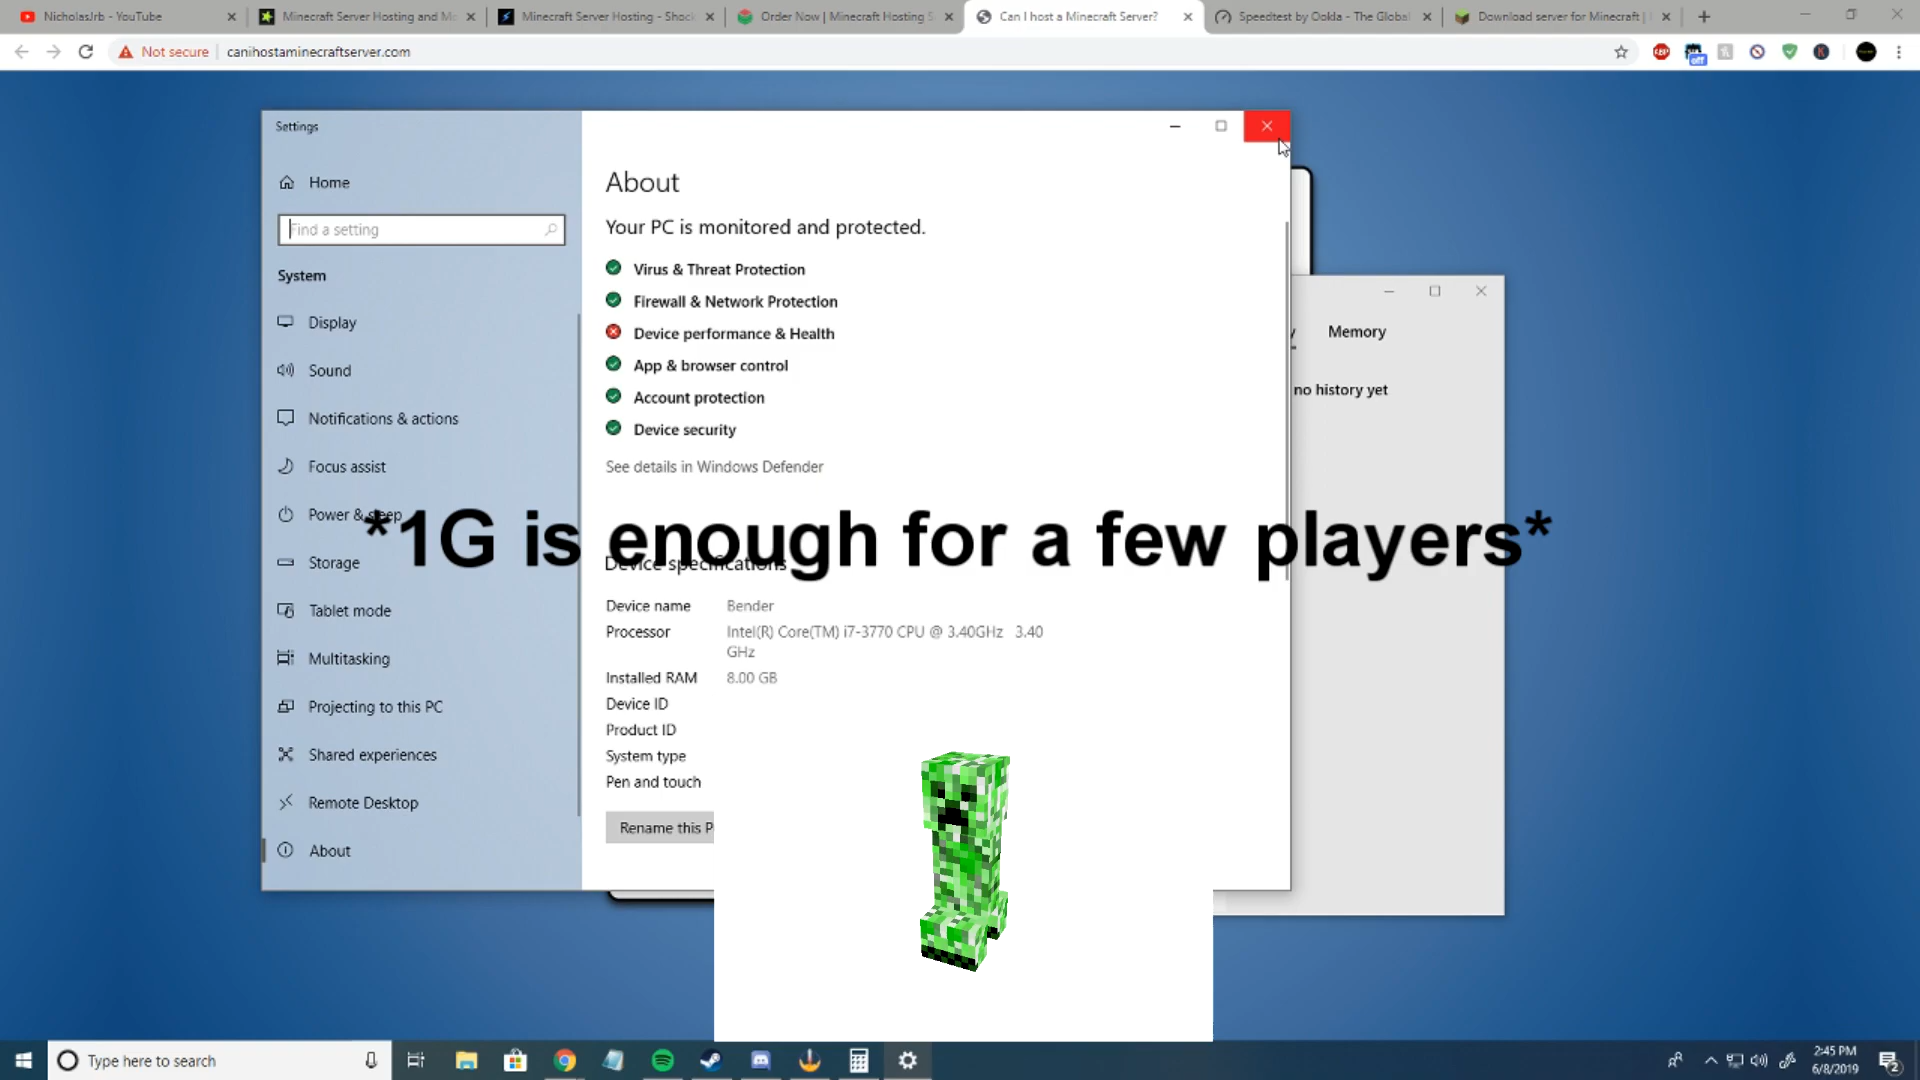 NicholasJrb - YouTube
Minecraft Server Hosting and Mo
Minecraft Server Hosting - Shock
Order Now | Minecraft Hosting S
Can I host a Minecraft Server?
Speedtest by Ookla - The Global
Download server for Minecraft |
Not secure
canihostaminecraftserver.com
ABP
off
Settings
Home
Find a setting
System
Display
Sound
Notifications & actions
Focus assist
Power & sleep
Storage
Tablet mode
Multitasking
Projecting to this PC
Shared experiences
Remote Desktop
About
About
Your PC is monitored and protected.
Virus & Threat Protection
Firewall & Network Protection
Device performance & Health
App & browser control
Account protection
Device security
See details in Windows Defender
*1G is enough for a few players*
Device specifications
Device name Bender
Processor Intel(R) Core(TM) i7-3770 CPU @ 3.40GHz 3.40
GHz
Installed RAM 8.00 GB
Device ID
Product ID
System type
Pen and touch
Rename this P
y Memory
no history yet
Type here to search
2:45 PM
6/8/2019
2